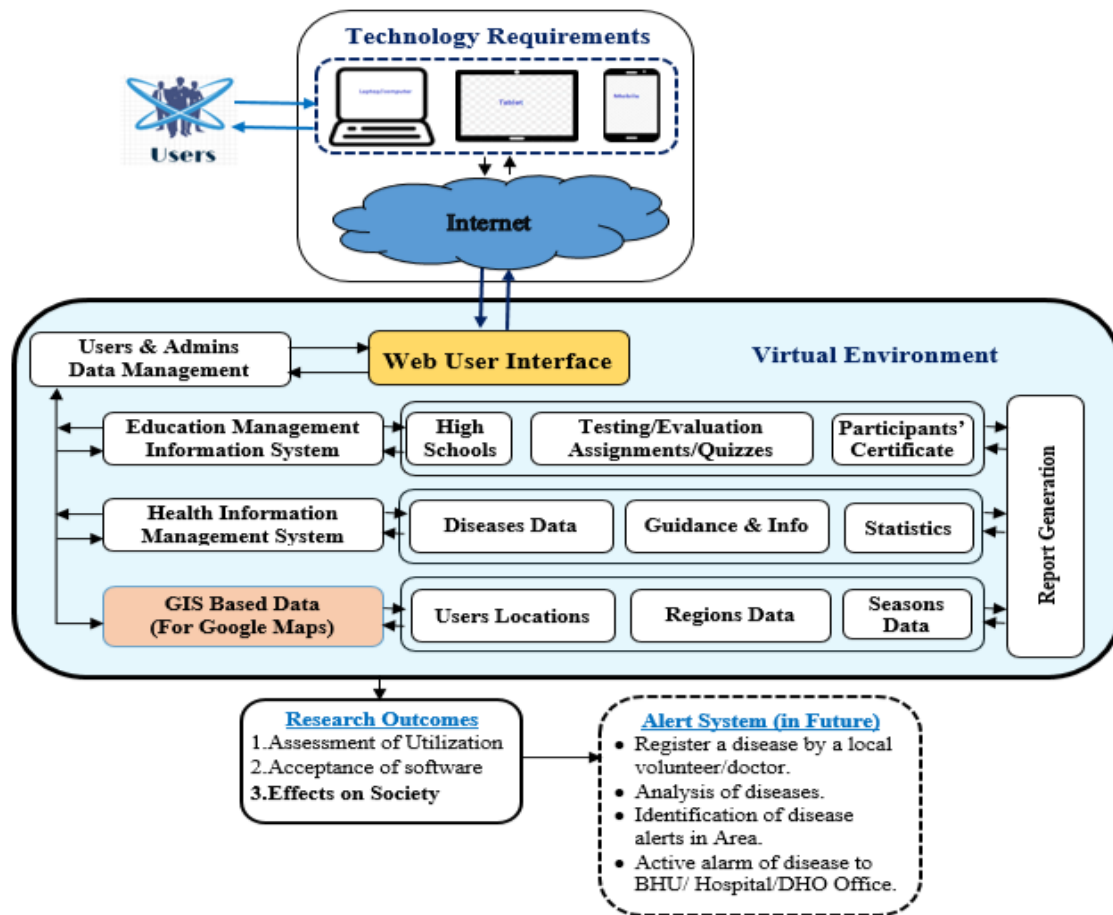 Technology Requirements
LaptopComputer
Tablet
Mobile
Users
Internet
Users & Admins
Data Management
Web User Interface
Virtual Environment
Education Management
Information System
High
Schools
Testing/Evaluation
Assignments/Quizzes
Participants'
Certificate
Health Information
Management System
Diseases Data
Guidance & Info
Statistics
GIS Based Data
(For Google Maps)
Users Locations
Regions Data
Seasons
Data
Report Generation
Research Outcomes
1.Assessment of Utilization
2.Acceptance of software
3.Effects on Society
Alert System (in Future)
● Register a disease by a local
volunteer/doctor.
● Analysis of diseases.
● Identification of disease
alerts in Area.
● Active alarm of disease to
BHU/ Hospital/DHO Office.